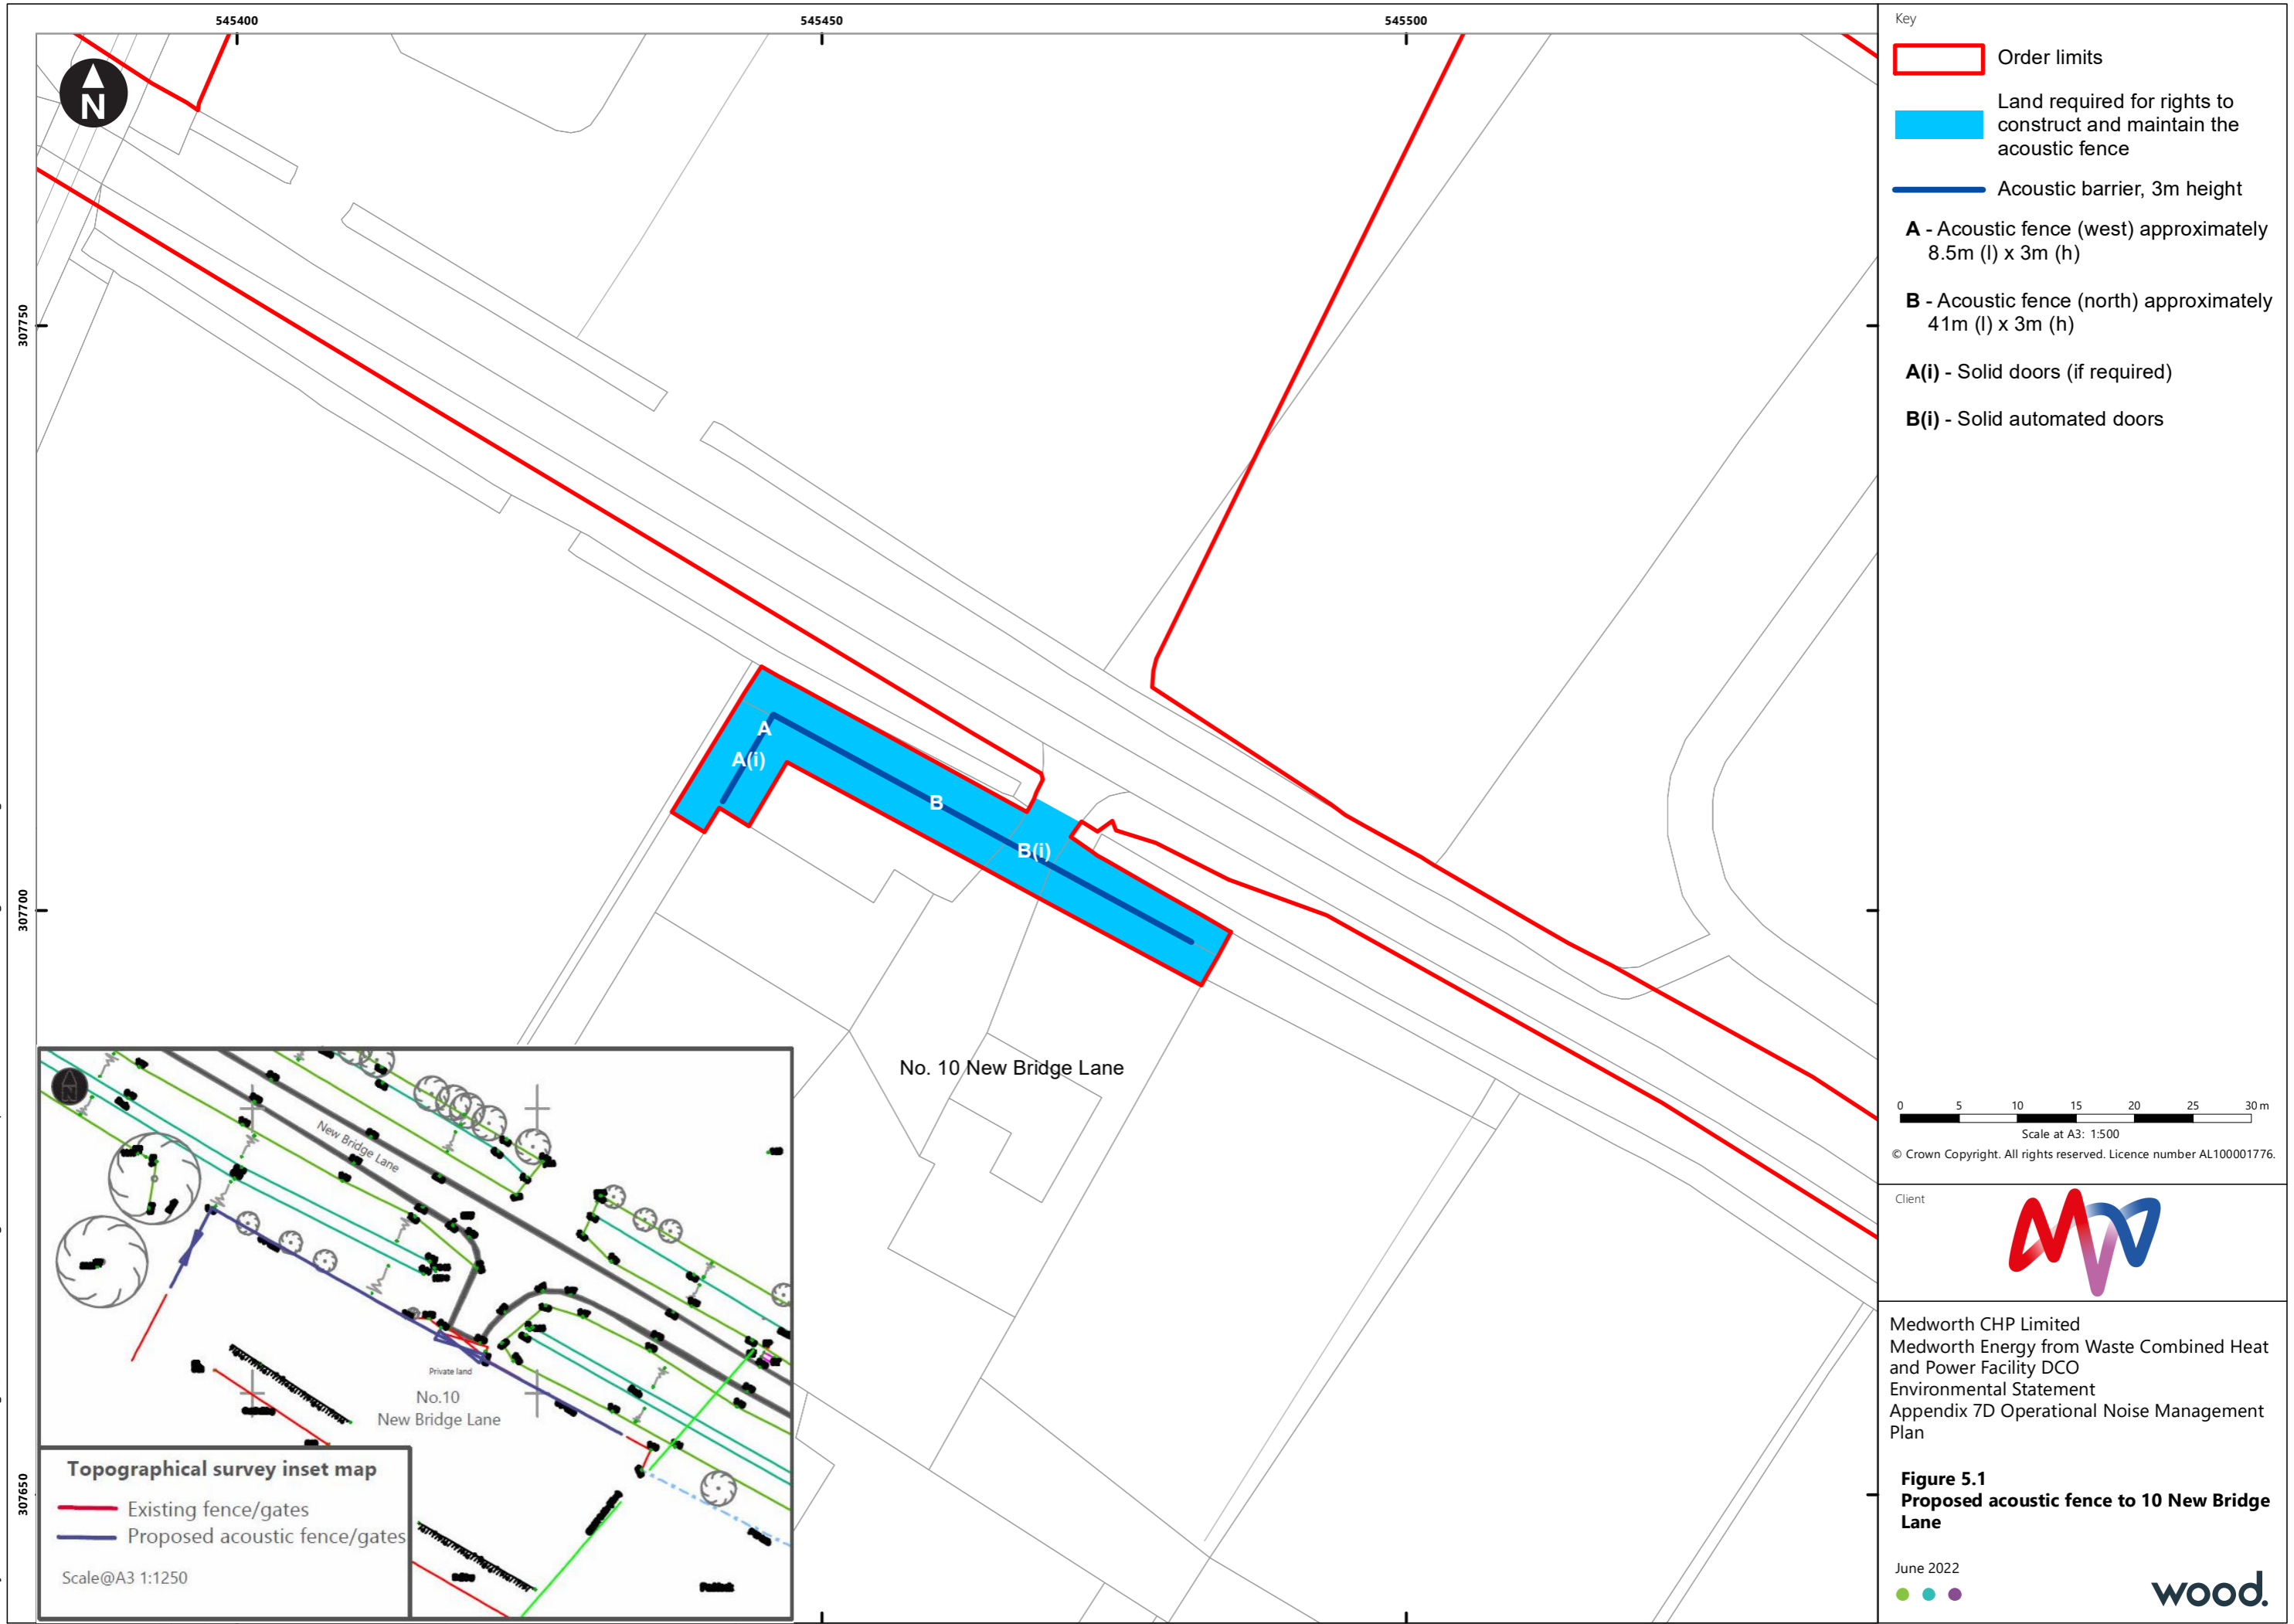 545400
545450
545500
307750
307700
307650
N
A
A(i)
B
B(i)
No. 10 New Bridge Lane
N
New Bridge Lane
Private land
No.10
New Bridge Lane
Topographical survey inset map
Existing fence/gates
Proposed acoustic fence/gates
Scale@A3 1:1250
Key
Order limits
Land required for rights to
construct and maintain the
acoustic fence
Acoustic barrier, 3m height
A - Acoustic fence (west) approximately
8.5m (l) x 3m (h)
B - Acoustic fence (north) approximately
41m (l) x 3m (h)
A(i) - Solid doors (if required)
B(i) - Solid automated doors
0 5 10 15 20 25 30 m
Scale at A3: 1:500
© Crown Copyright. All rights reserved. Licence number AL100001776.
Client
MVV
Medworth CHP Limited
Medworth Energy from Waste Combined Heat
and Power Facility DCO
Environmental Statement
Appendix 7D Operational Noise Management
Plan
Figure 5.1
Proposed acoustic fence to 10 New Bridge
Lane
June 2022
wood.